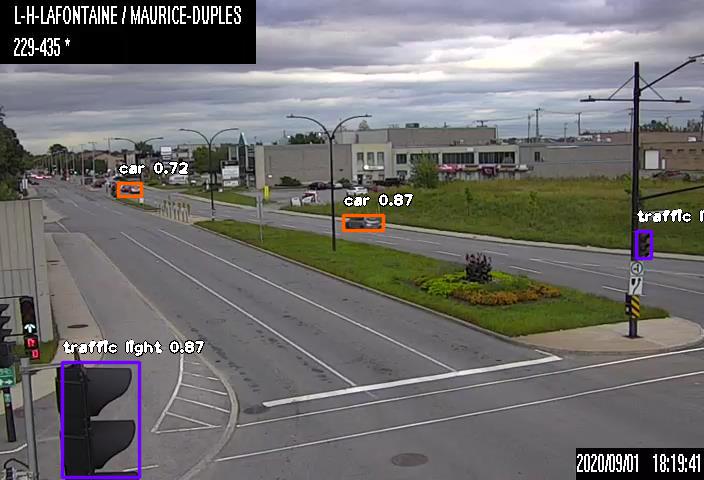 L-H-LAFONTAINE / MAURICE-DUPLES
229-435 *
car 0.72
car 0.87
traffic l
traffic light 0.87
2020/09/01 18:19:41